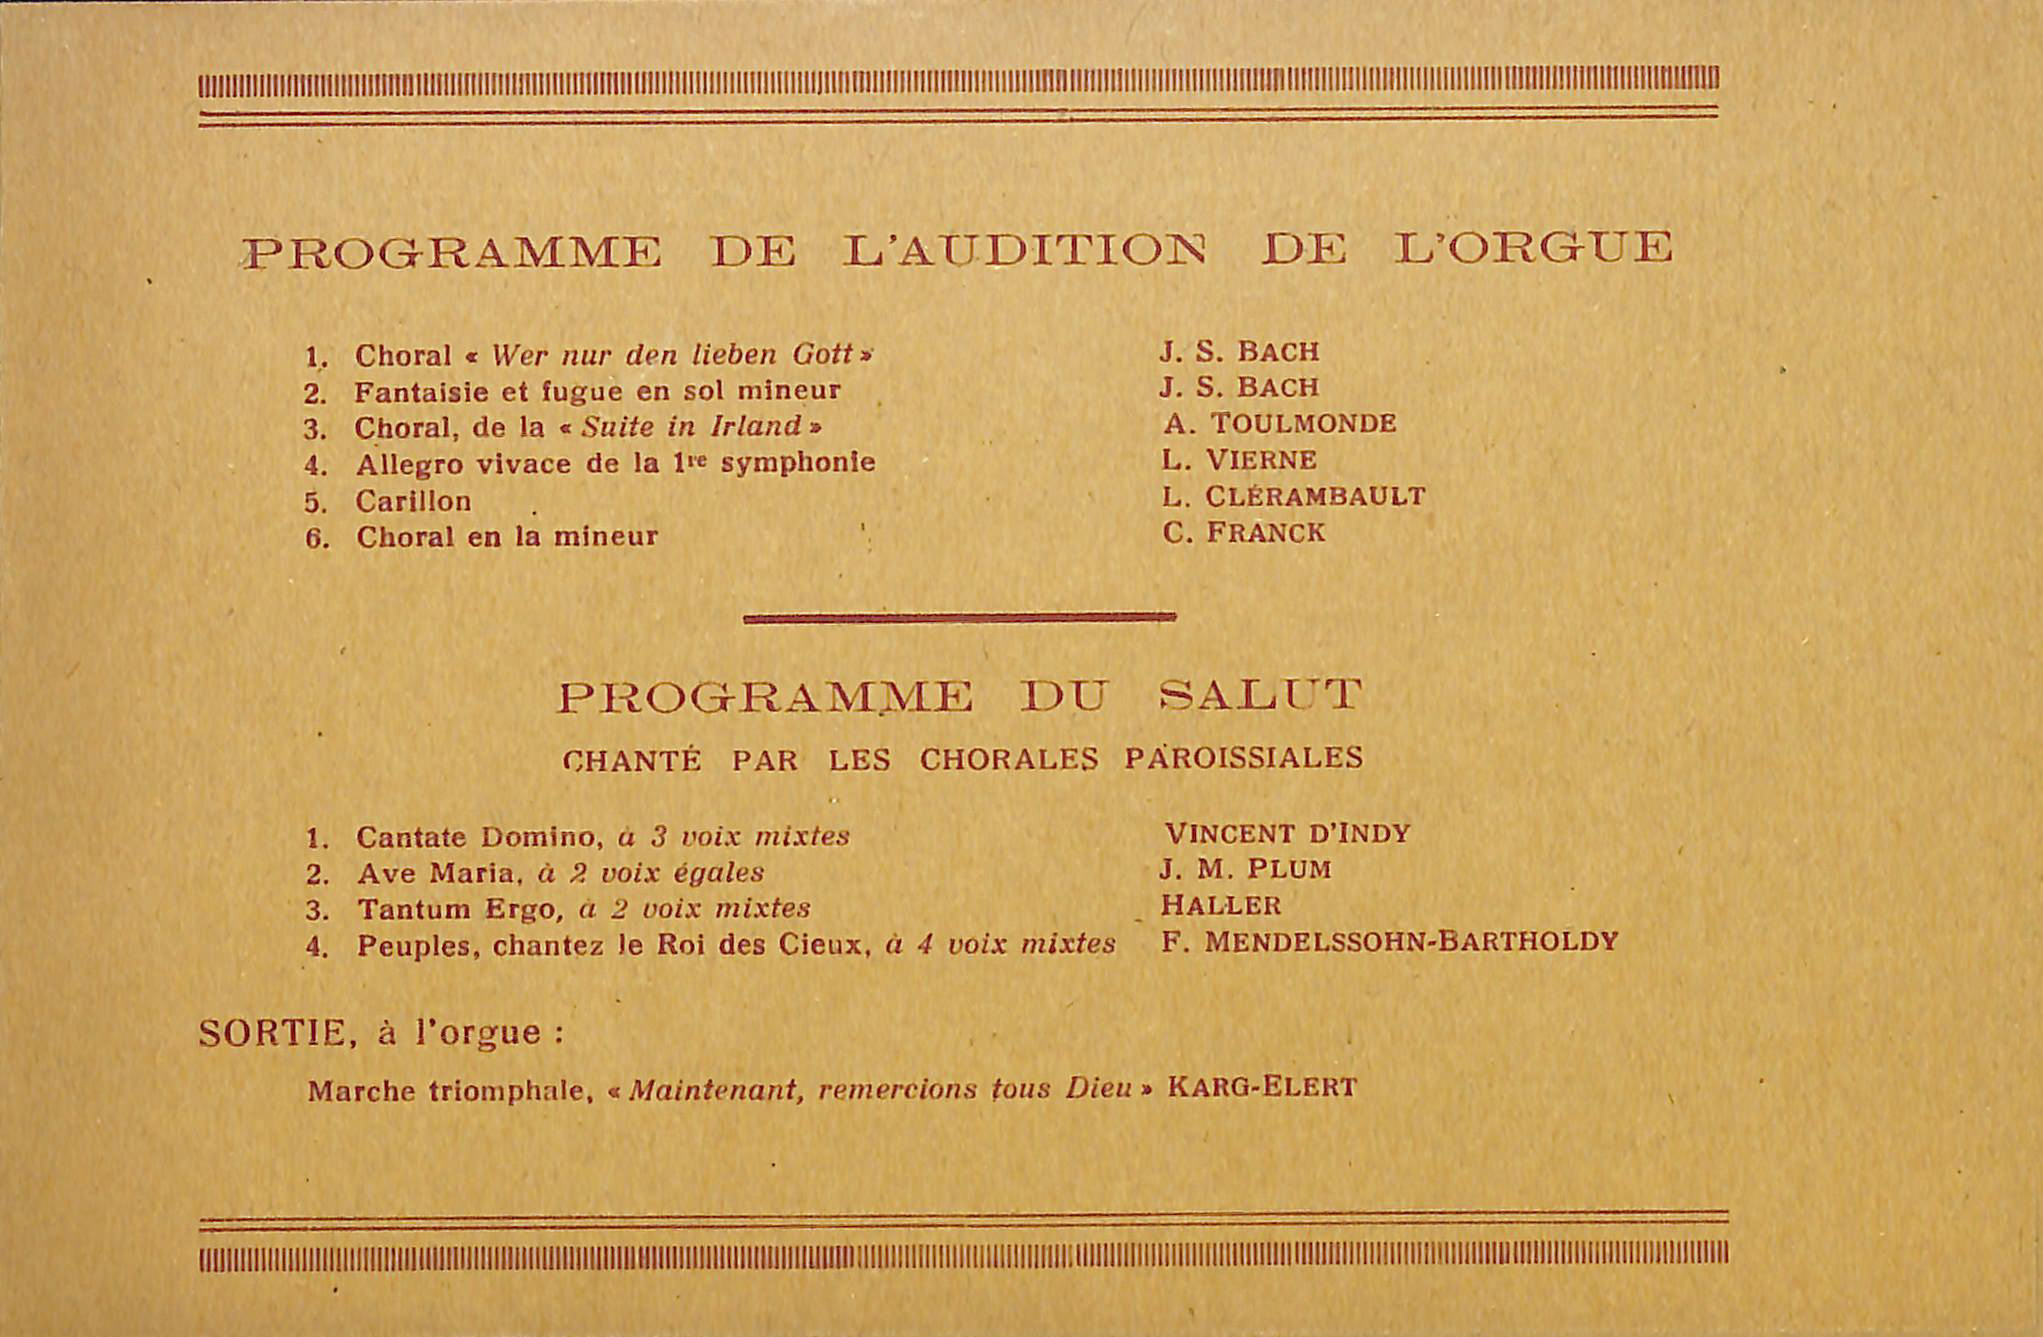 PROGRAMME DE L'AUDITION DE L'ORGUE
1. Choral « Wer nur den lieben Gott » J. S. BACH
2. Fantaisie et fugue en sol mineur J. S. BACH
3. Choral, de la « Suite in Irland » A. TOULMONDE
4. Allegro vivace de la 1re symphonie L. VIERNE
5. Carillon L. CLÉRAMBAULT
6. Choral en la mineur C. FRANCK
PROGRAMME DU SALUT
CHANTÉ PAR LES CHORALES PAROISSIALES
1. Cantate Domino, à 3 voix mixtes VINCENT D'INDY
2. Ave Maria, à 2 voix égales J. M. PLUM
3. Tantum Ergo, à 2 voix mixtes HALLER
4. Peuples, chantez le Roi des Cieux, à 4 voix mixtes F. MENDELSSOHN-BARTHOLDY
SORTIE, à l'orgue :
Marche triomphale, « Maintenant, remercions tous Dieu » KARG-ELERT